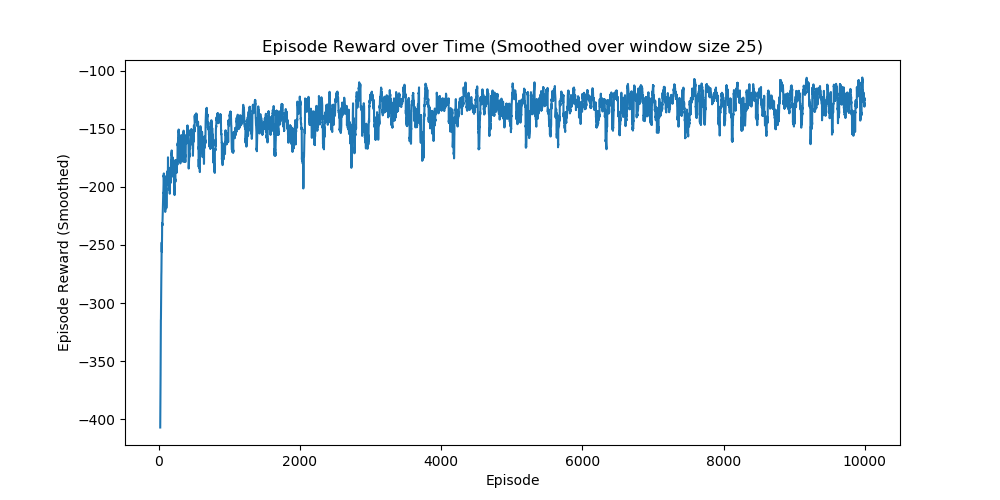 Episode Reward over Time (Smoothed over window size 25)
Episode Reward (Smoothed)
−100
−150
−200
−250
−300
−350
−400
0 2000 4000 6000 8000 10000
Episode